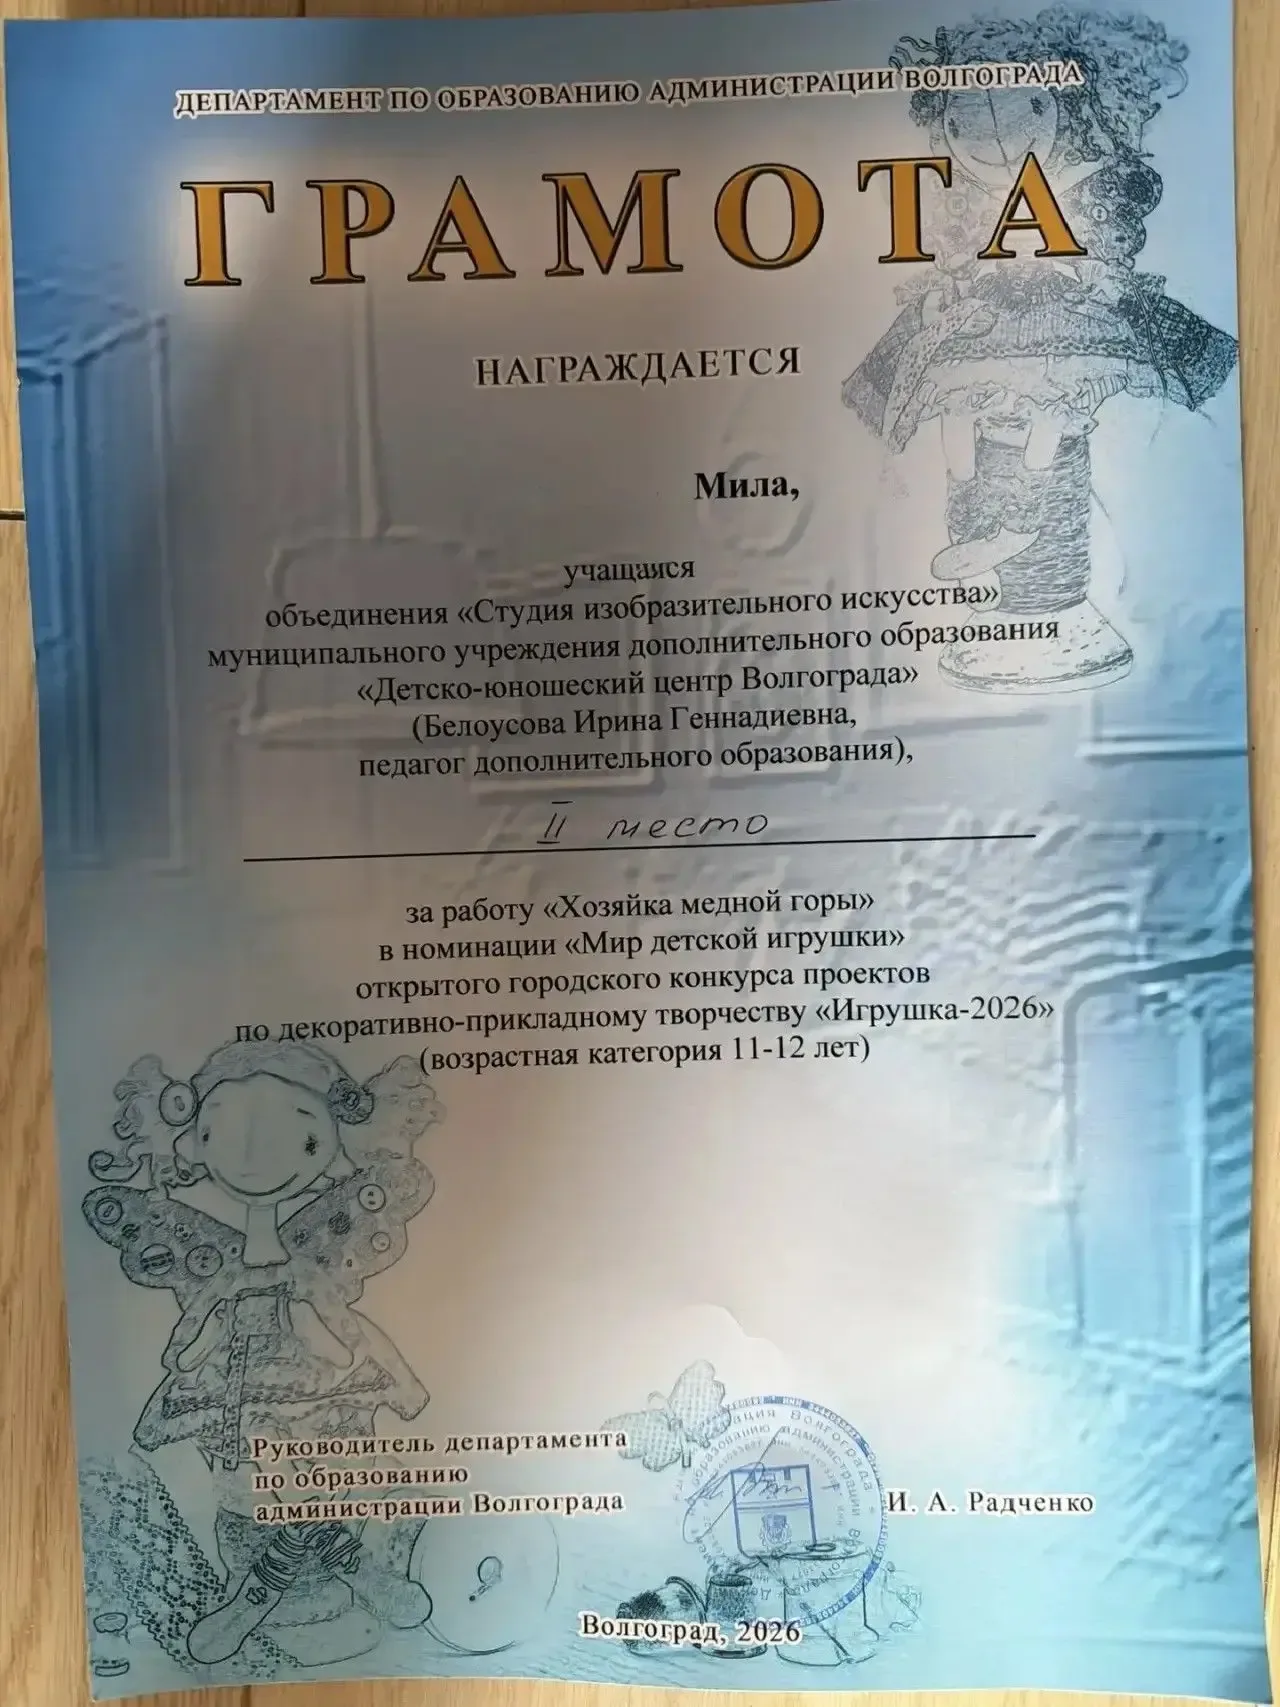 ДЕПАРТАМЕНТ ПО ОБРАЗОВАНИЮ АДМИНИСТРАЦИИ ВОЛГОГРАДА
ГРАМОТА
НАГРАЖДАЕТСЯ
Мила,
учащаяся
объединения «Студия изобразительного искусства»
муниципального учреждения дополнительного образования
«Детско-юношеский центр Волгограда»
(Белоусова Ирина Геннадиевна,
педагог дополнительного образования),
II место
за работу «Хозяйка медной горы»
в номинации «Мир детской игрушки»
открытого городского конкурса проектов
по декоративно-прикладному творчеству «Игрушка-2026»
(возрастная категория 11-12 лет)
Руководитель департамента
по образованию
администрации Волгограда
И. А. Радченко
Волгоград, 2026